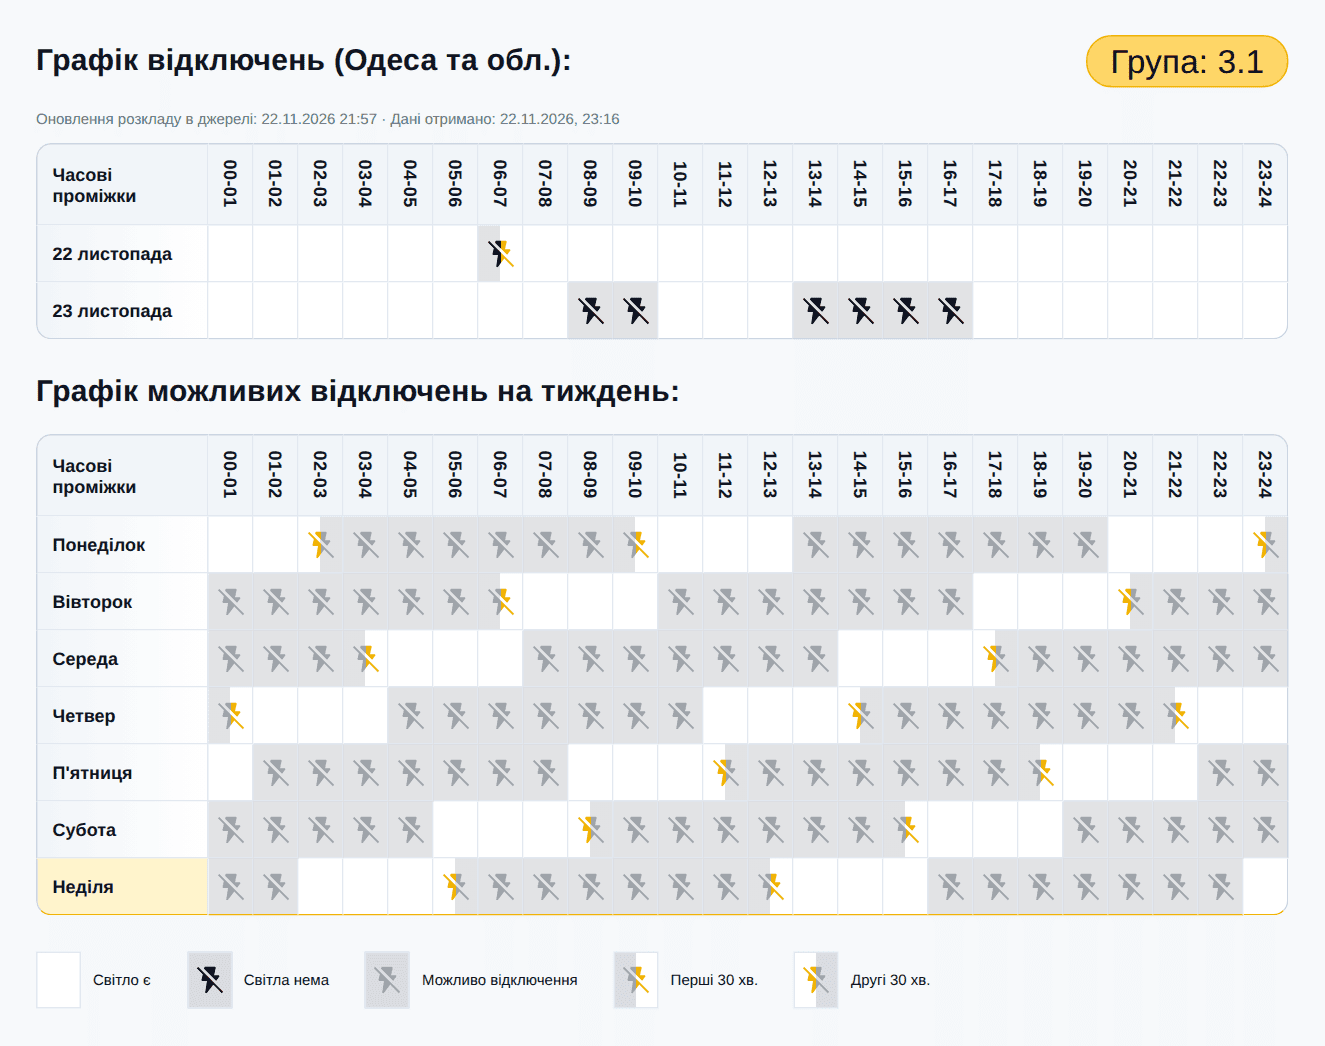 Графік відключень (Одеса та обл.):
Група: 3.1
Оновлення розкладу в джерелі: 22.11.2026 21:57 · Дані отримано: 22.11.2026, 23:16
Часові проміжки 00-01 01-02 02-03 03-04 04-05 05-06 06-07 07-08 08-09 09-10 10-11 11-12 12-13 13-14 14-15 15-16 16-17 17-18 18-19 19-20 20-21 21-22 22-23 23-24
22 листопада
23 листопада
Графік можливих відключень на тиждень:
Часові проміжки 00-01 01-02 02-03 03-04 04-05 05-06 06-07 07-08 08-09 09-10 10-11 11-12 12-13 13-14 14-15 15-16 16-17 17-18 18-19 19-20 20-21 21-22 22-23 23-24
Понеділок
Вівторок
Середа
Четвер
П'ятниця
Субота
Неділя
Світло є Світла нема Можливо відключення Перші 30 хв. Другі 30 хв.